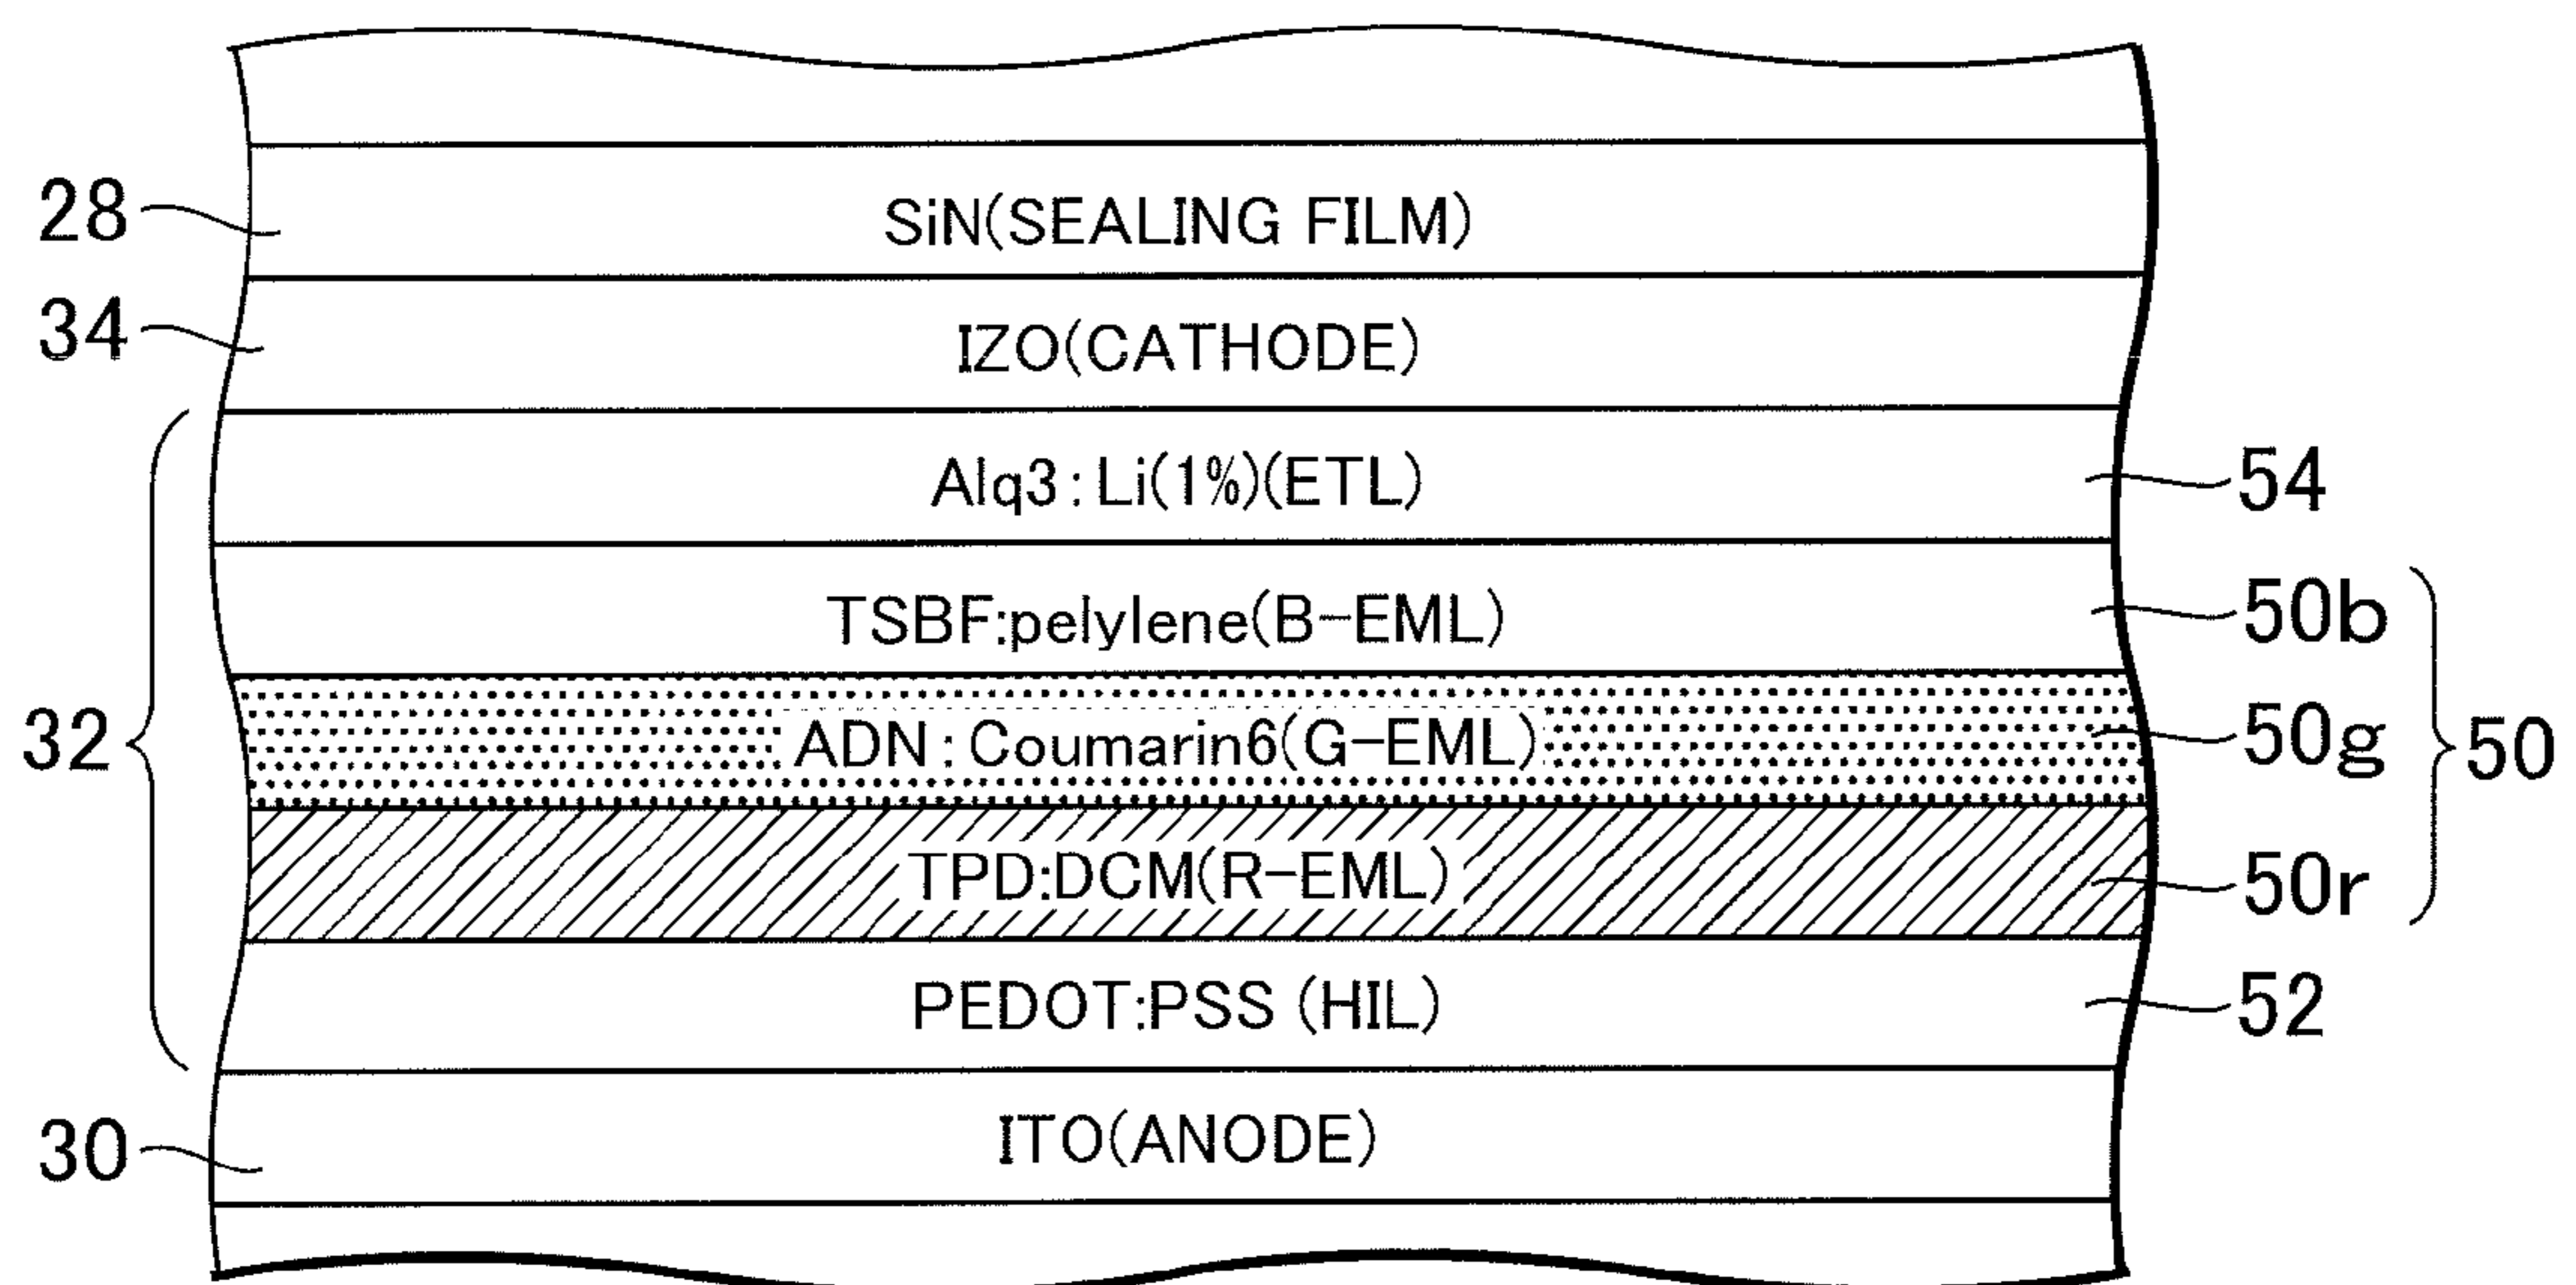 28 SiN(SEALING FILM)
34 IZO(CATHODE)
Alq3:Li(1%)(ETL) 54
TSBF:pelylene(B-EML) 50b
32 ADN:Coumarin6(G-EML) 50g 50
TPD:DCM(R-EML) 50r
PEDOT:PSS (HIL) 52
30 ITO(ANODE)